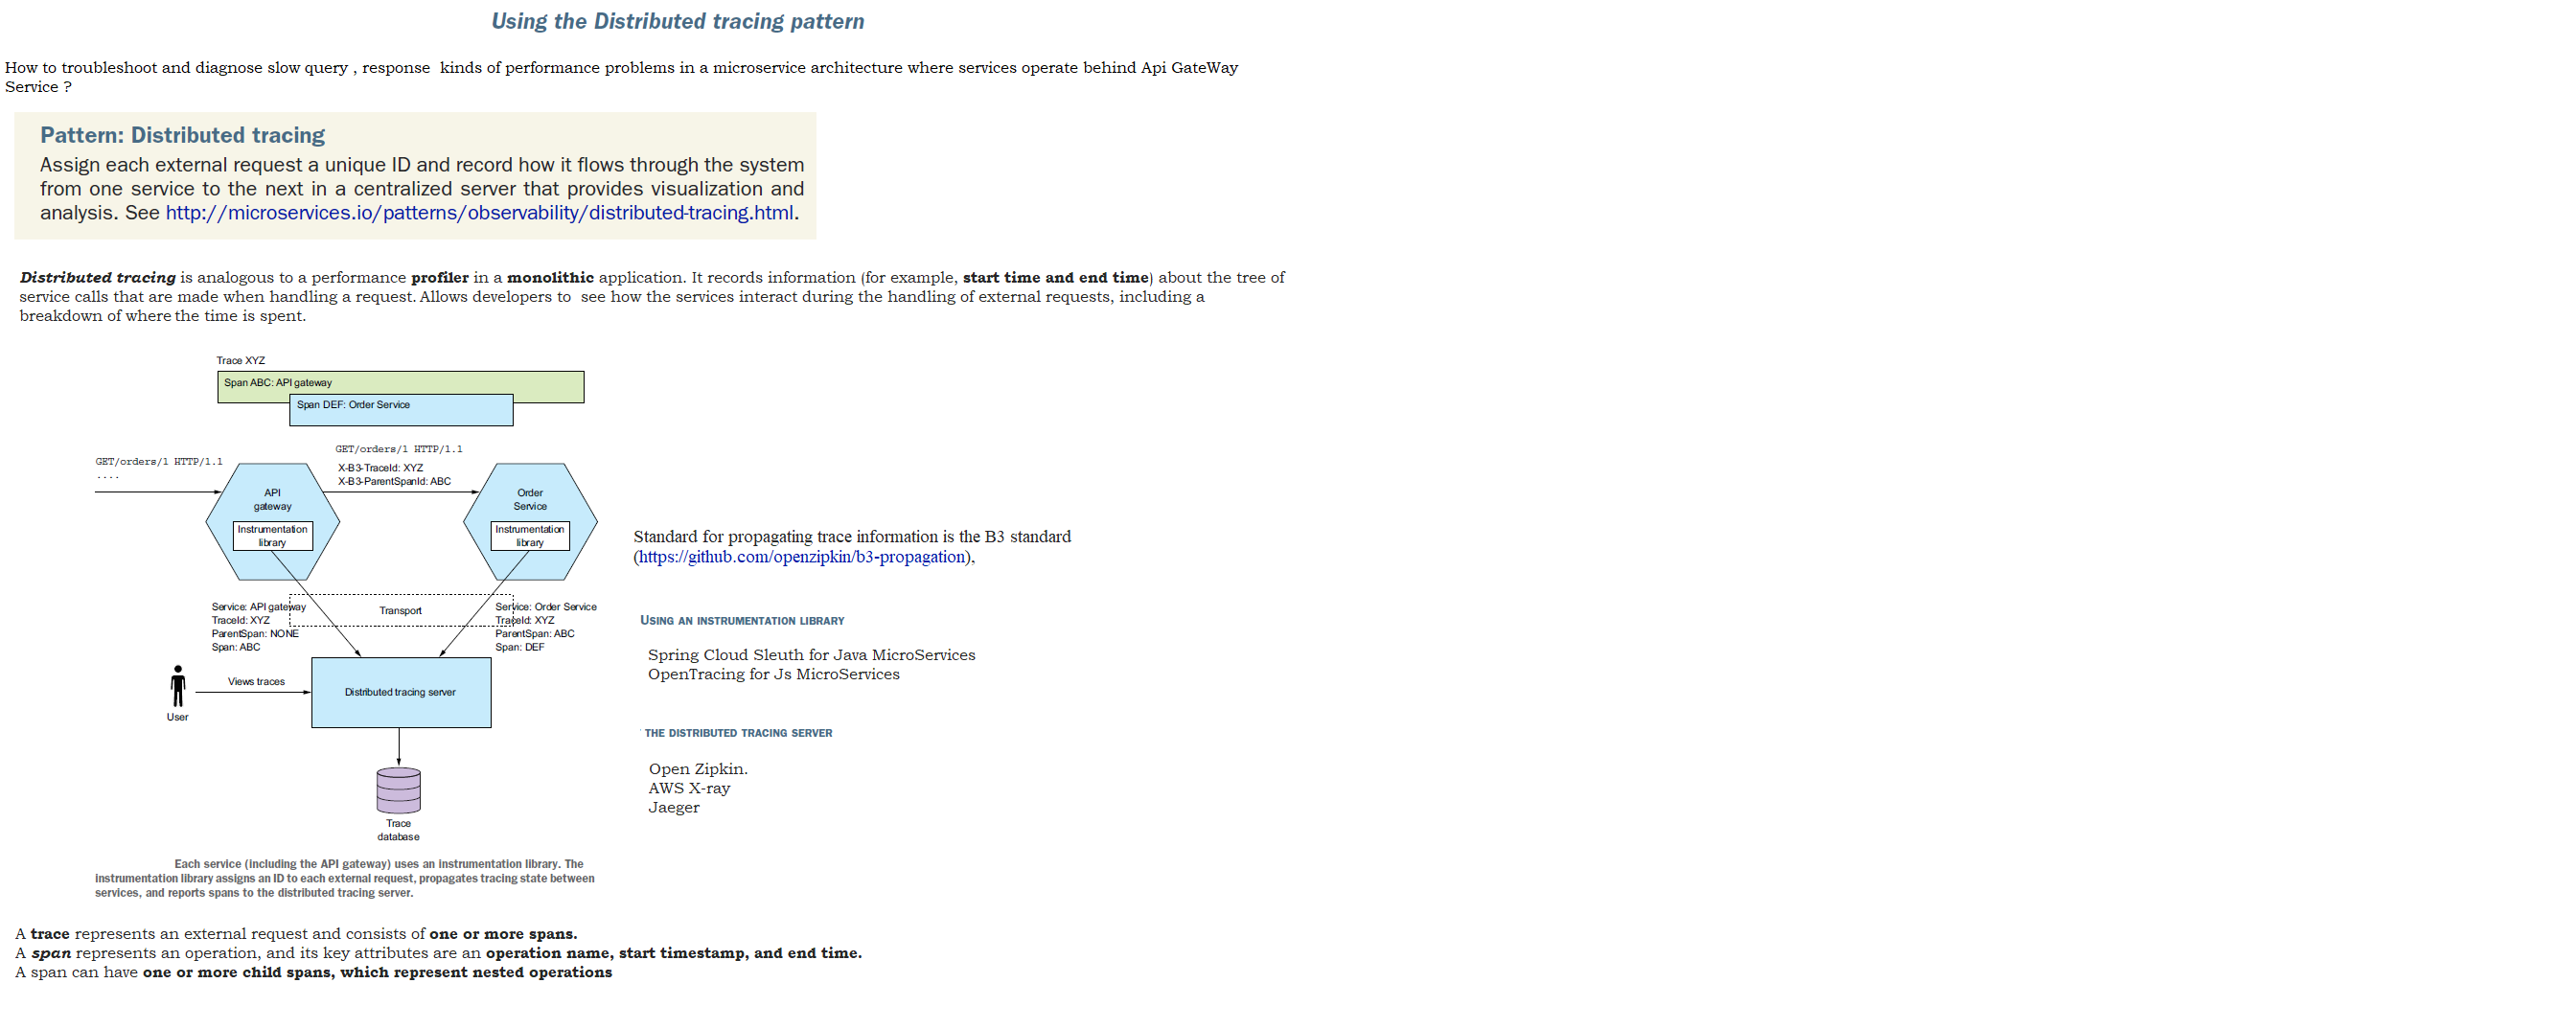 Using the Distributed tracing pattern
How to troubleshoot and diagnose slow query , response  kinds of performance problems in a microservice architecture where services operate behind Api GateWay
Service ?
Pattern: Distributed tracing
Assign each external request a unique ID and record how it flows through the system
from one service to the next in a centralized server that provides visualization and
analysis. See http://microservices.io/patterns/observability/distributed-tracing.html.
Distributed tracing is analogous to a performance profiler in a monolithic application. It records information (for example, start time and end time) about the tree of
service calls that are made when handling a request. Allows developers to  see how the services interact during the handling of external requests, including a
breakdown of where the time is spent.
Trace XYZ
Span ABC: API gateway
Span DEF: Order Service
GET/orders/1 HTTP/1.1
....
GET/orders/1 HTTP/1.1
X-B3-TraceId: XYZ
X-B3-ParentSpanId: ABC
API
gateway
Instrumentation
library
Order
Service
Instrumentation
library
Service: API gateway
TraceId: XYZ
ParentSpan: NONE
Span: ABC
Transport
Service: Order Service
TraceId: XYZ
ParentSpan: ABC
Span: DEF
User
Views traces
Distributed tracing server
Trace
database
Each service (including the API gateway) uses an instrumentation library. The
instrumentation library assigns an ID to each external request, propagates tracing state between
services, and reports spans to the distributed tracing server.
Standard for propagating trace information is the B3 standard
(https://github.com/openzipkin/b3-propagation),
USING AN INSTRUMENTATION LIBRARY
Spring Cloud Sleuth for Java MicroServices
OpenTracing for Js MicroServices
THE DISTRIBUTED TRACING SERVER
Open Zipkin.
AWS X-ray
Jaeger
A trace represents an external request and consists of one or more spans.
A span represents an operation, and its key attributes are an operation name, start timestamp, and end time.
A span can have one or more child spans, which represent nested operations